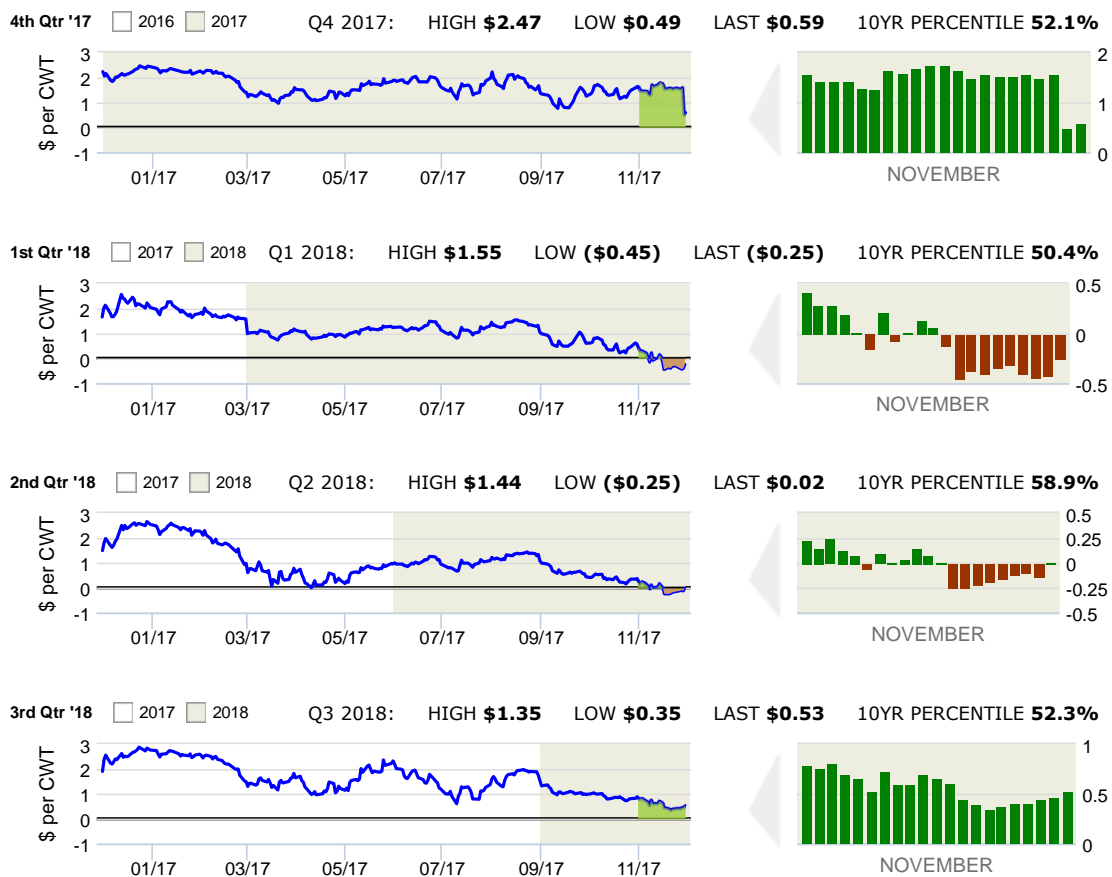 4th Qtr '17 2016 2017 Q4 2017: HIGH $2.47 LOW $0.49 LAST $0.59 10YR PERCENTILE 52.1%
$ per CWT
3
2
1
0
-1
01/17 03/17 05/17 07/17 09/17 11/17
2
1
0
NOVEMBER
1st Qtr '18 2017 2018 Q1 2018: HIGH $1.55 LOW ($0.45) LAST ($0.25) 10YR PERCENTILE 50.4%
$ per CWT
3
2
1
0
-1
01/17 03/17 05/17 07/17 09/17 11/17
0.5
0
-0.5
NOVEMBER
2nd Qtr '18 2017 2018 Q2 2018: HIGH $1.44 LOW ($0.25) LAST $0.02 10YR PERCENTILE 58.9%
$ per CWT
3
2
1
0
-1
01/17 03/17 05/17 07/17 09/17 11/17
0.5
0.25
0
-0.25
-0.5
NOVEMBER
3rd Qtr '18 2017 2018 Q3 2018: HIGH $1.35 LOW $0.35 LAST $0.53 10YR PERCENTILE 52.3%
$ per CWT
3
2
1
0
-1
01/17 03/17 05/17 07/17 09/17 11/17
1
0.5
0
NOVEMBER